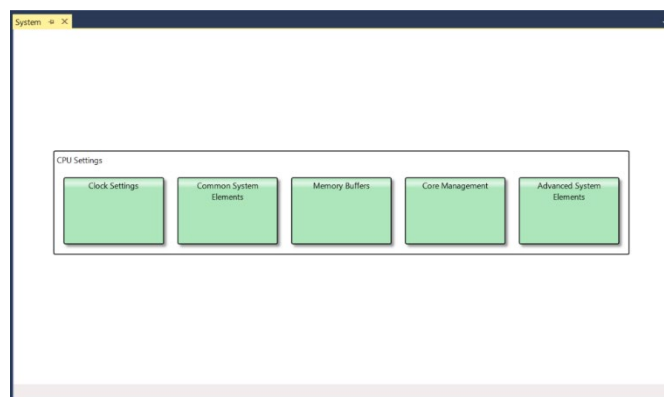 System
CPU Settings
Clock Settings
Common System
Elements
Memory Buffers
Core Management
Advanced System
Elements